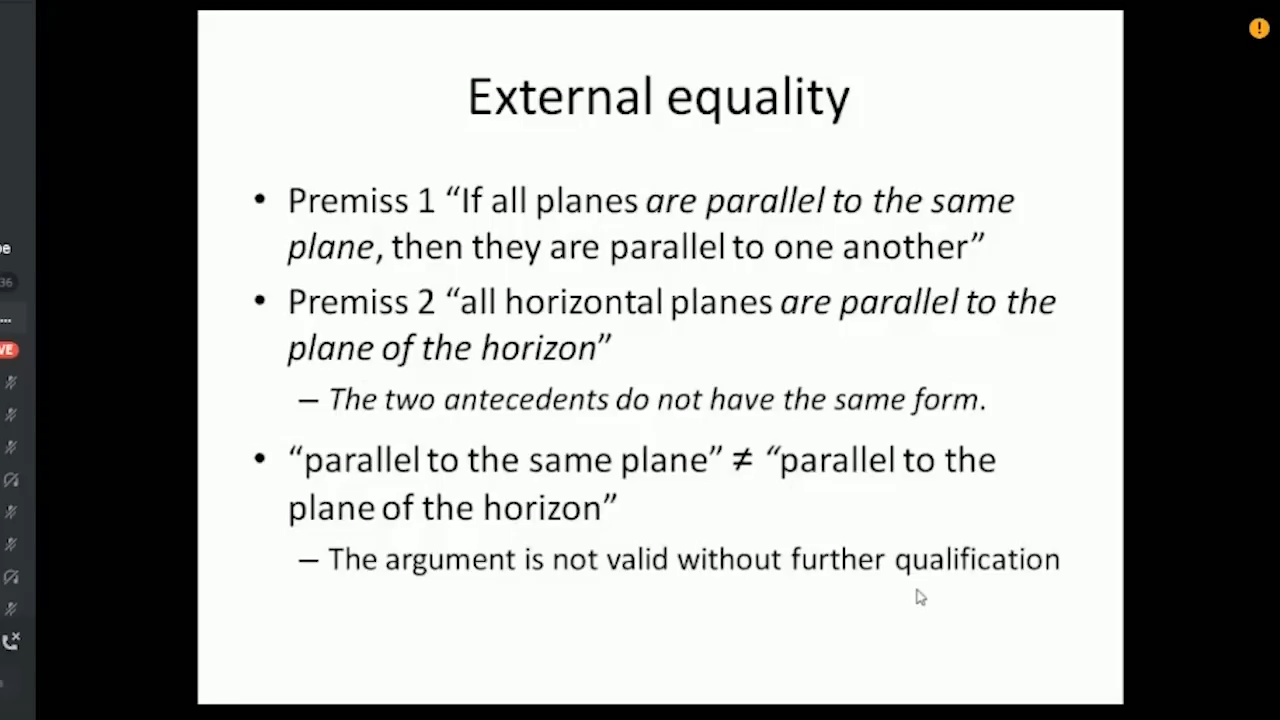 External equality
• Premiss 1 “If all planes are parallel to the same
plane, then they are parallel to one another”
• Premiss 2 “all horizontal planes are parallel to the
plane of the horizon”
– The two antecedents do not have the same form.
• “parallel to the same plane” ≠ “parallel to the
plane of the horizon”
– The argument is not valid without further qualification
36
...